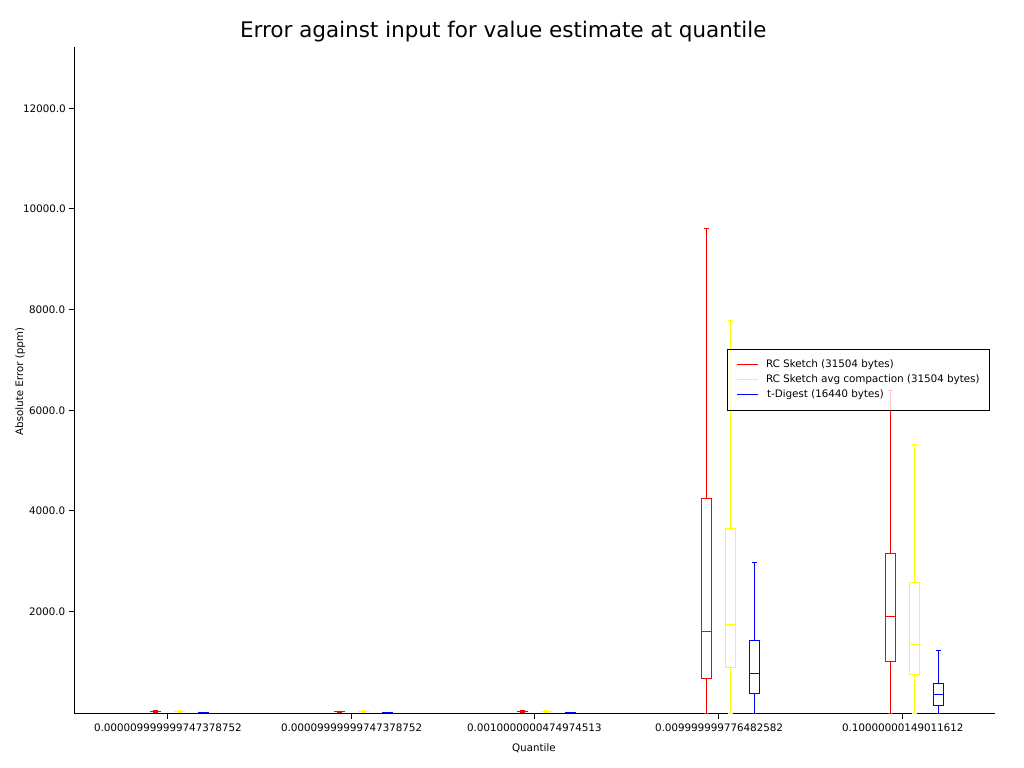 Error against input for value estimate at quantile
12000.0
10000.0
8000.0
6000.0
4000.0
2000.0
Absolute Error (ppm)
RC Sketch (31504 bytes)
RC Sketch avg compaction (31504 bytes)
t-Digest (16440 bytes)
0.000009999999747378752
0.00009999999747378752
0.0010000000474974513
0.009999999776482582
0.10000000149011612
Quantile